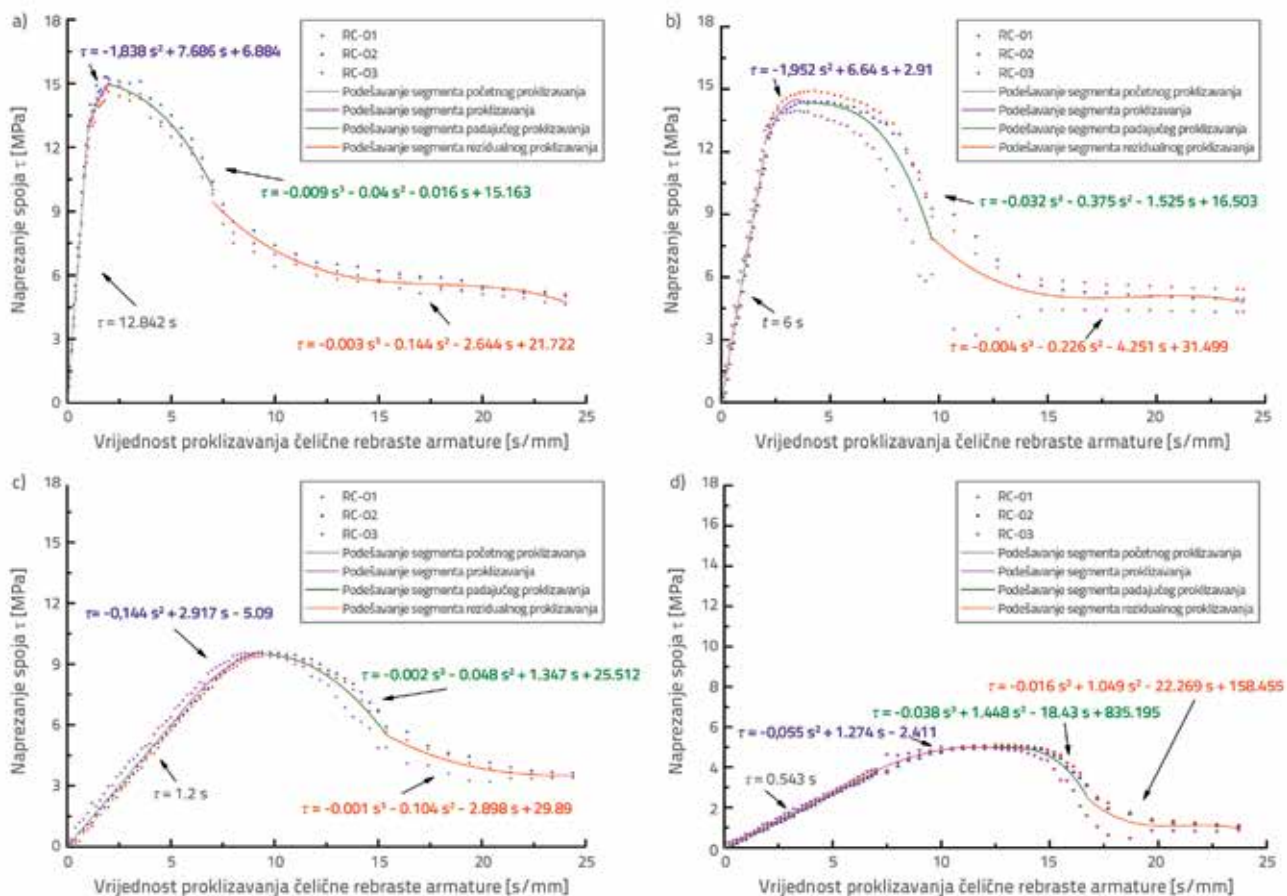 a)
18
15
12
9
6
3
0
Naprezanje spoja τ [MPa]
τ = -1,838 s² + 7.686 s + 6.884
RC-01
RC-02
RC-03
Podešavanje segmenta početnog proklizavanja
Podešavanje segmenta proklizavanja
Podešavanje segmenta padajućeg proklizavanja
Podešavanje segmenta rezidualnog proklizavanja
τ = -0.009 s³ - 0.04 s² - 0.016 s + 15.163
τ = 12.842 s
τ = -0.003 s³ - 0.144 s² - 2.644 s + 21.722
0 5 10 15 20 25
Vrijednost proklizavanja čelične rebraste armature [s/mm]
b)
18
15
12
9
6
3
0
Naprezanje spoja τ [MPa]
τ = -1,952 s² + 6.64 s + 2.91
RC-01
RC-02
RC-03
Podešavanje segmenta početnog proklizavanja
Podešavanje segmenta proklizavanja
Podešavanje segmenta padajućeg proklizavanja
Podešavanje segmenta rezidualnog proklizavanja
τ = -0.032 s³ - 0.375 s² - 1.525 s + 16.503
t = 6 s
τ = -0.004 s³ - 0.226 s² - 4.251 s + 31.499
0 5 10 15 20 25
Vrijednost proklizavanja čelične rebraste armature [s/mm]
c)
18
15
12
9
6
3
0
Naprezanje spoja τ [MPa]
RC-01
RC-02
RC-03
Podešavanje segmenta početnog proklizavanja
Podešavanje segmenta proklizavanja
Podešavanje segmenta padajućeg proklizavanja
Podešavanje segmenta rezidualnog proklizavanja
τ= -0,144 s² + 2.917 s - 5.09
τ = -0.002 s³ - 0.048 s² + 1.347 s + 25.512
τ = 1.2 s
τ = -0.001 s³ - 0.104 s² - 2.898 s + 29.89
0 5 10 15 20 25
Vrijednost proklizavanja čelične rebraste armature [s/mm]
d)
18
17
16
14
12
10
8
6
4
2
0
Naprezanje spoja τ [MPa]
RC-01
RC-02
RC-03
Podešavanje segmenta početnog proklizavanja
Podešavanje segmenta proklizavanja
Podešavanje segmenta padajućeg proklizavanja
Podešavanje segmenta rezidualnog proklizavanja
τ = -0.016 s² + 1.049 s² - 22.269 s + 158.455
τ = -0.038 s³ + 1.448 s² - 18.43 s + 835.195
τ = -0,055 s² + 1.274 s - 2.411
τ = 0.543 s
0 5 10 15 20 25
Vrijednost proklizavanja čelične rebraste armature [s/mm]